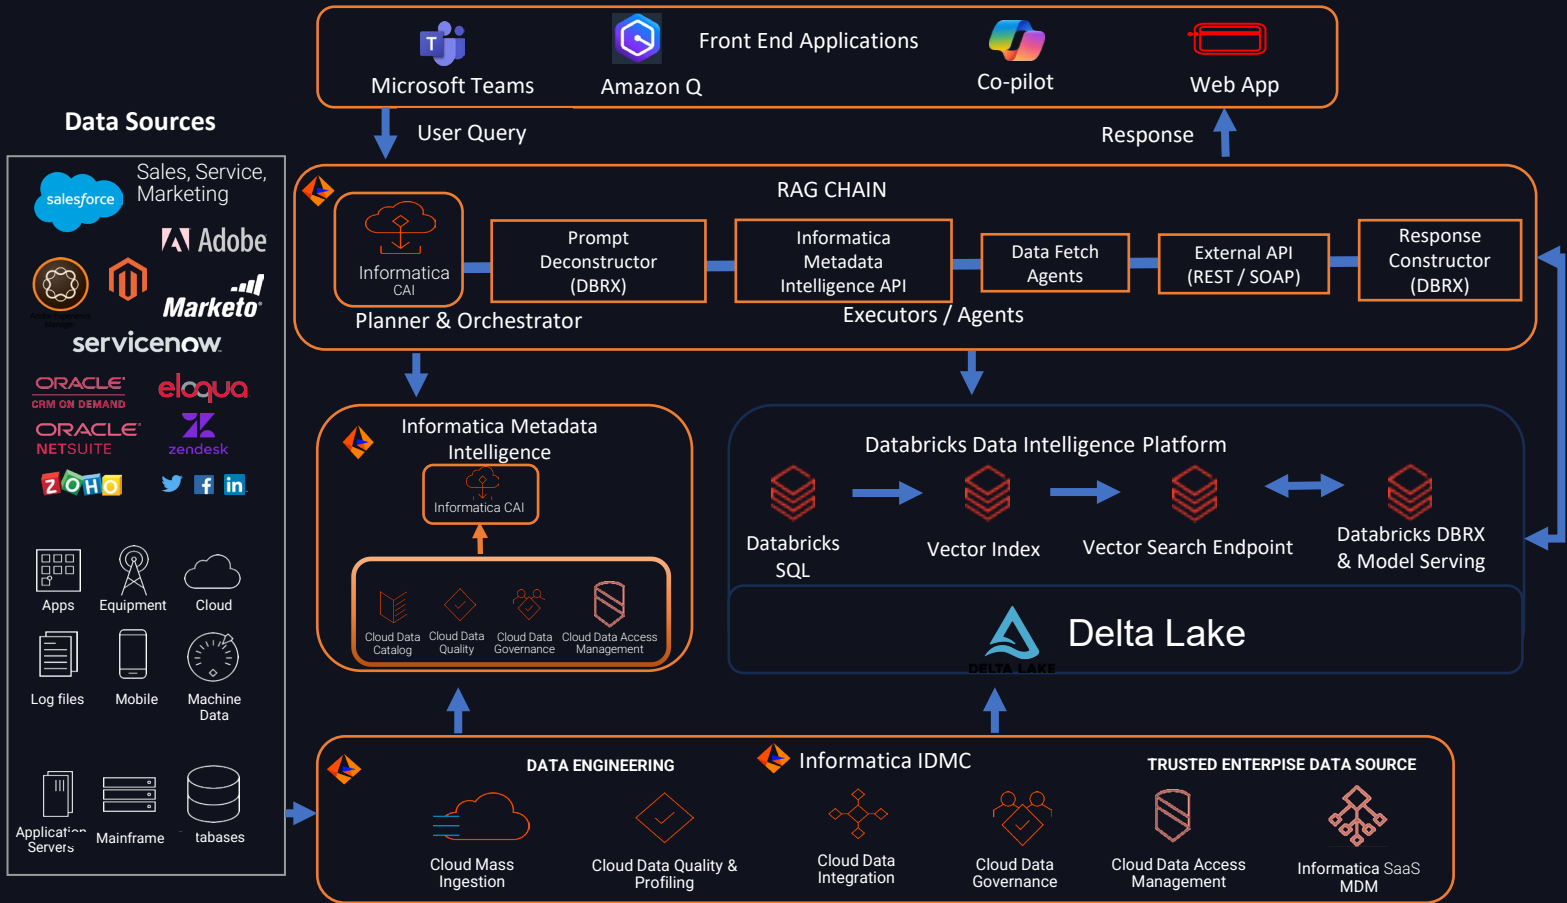 Front End Applications
Microsoft Teams
Amazon Q
Co-pilot
Web App
User Query
Response
Data Sources
Sales, Service,
Marketing
salesforce
Adobe
Adobe Experience
Manager
Marketo
servicenow
ORACLE
CRM ON DEMAND
eloqua
ORACLE
NETSUITE
zendesk
ZOHO
Apps
Equipment
Cloud
Log files
Mobile
Machine
Data
Application
Servers
Mainframe
tabases
RAG CHAIN
Informatica
CAI
Prompt
Deconstructor
(DBRX)
Informatica
Metadata
Intelligence API
Data Fetch
Agents
External API
(REST / SOAP)
Response
Constructor
(DBRX)
Planner & Orchestrator
Executors / Agents
Informatica Metadata
Intelligence
Informatica CAI
Cloud Data
Catalog
Cloud Data
Quality
Cloud Data
Governance
Cloud Data Access
Management
Databricks Data Intelligence Platform
Databricks
SQL
Vector Index
Vector Search Endpoint
Databricks DBRX
& Model Serving
DELTA LAKE
Delta Lake
DATA ENGINEERING
Informatica IDMC
TRUSTED ENTERPISE DATA SOURCE
Cloud Mass
Ingestion
Cloud Data Quality &
Profiling
Cloud Data
Integration
Cloud Data
Governance
Cloud Data Access
Management
Informatica SaaS
MDM